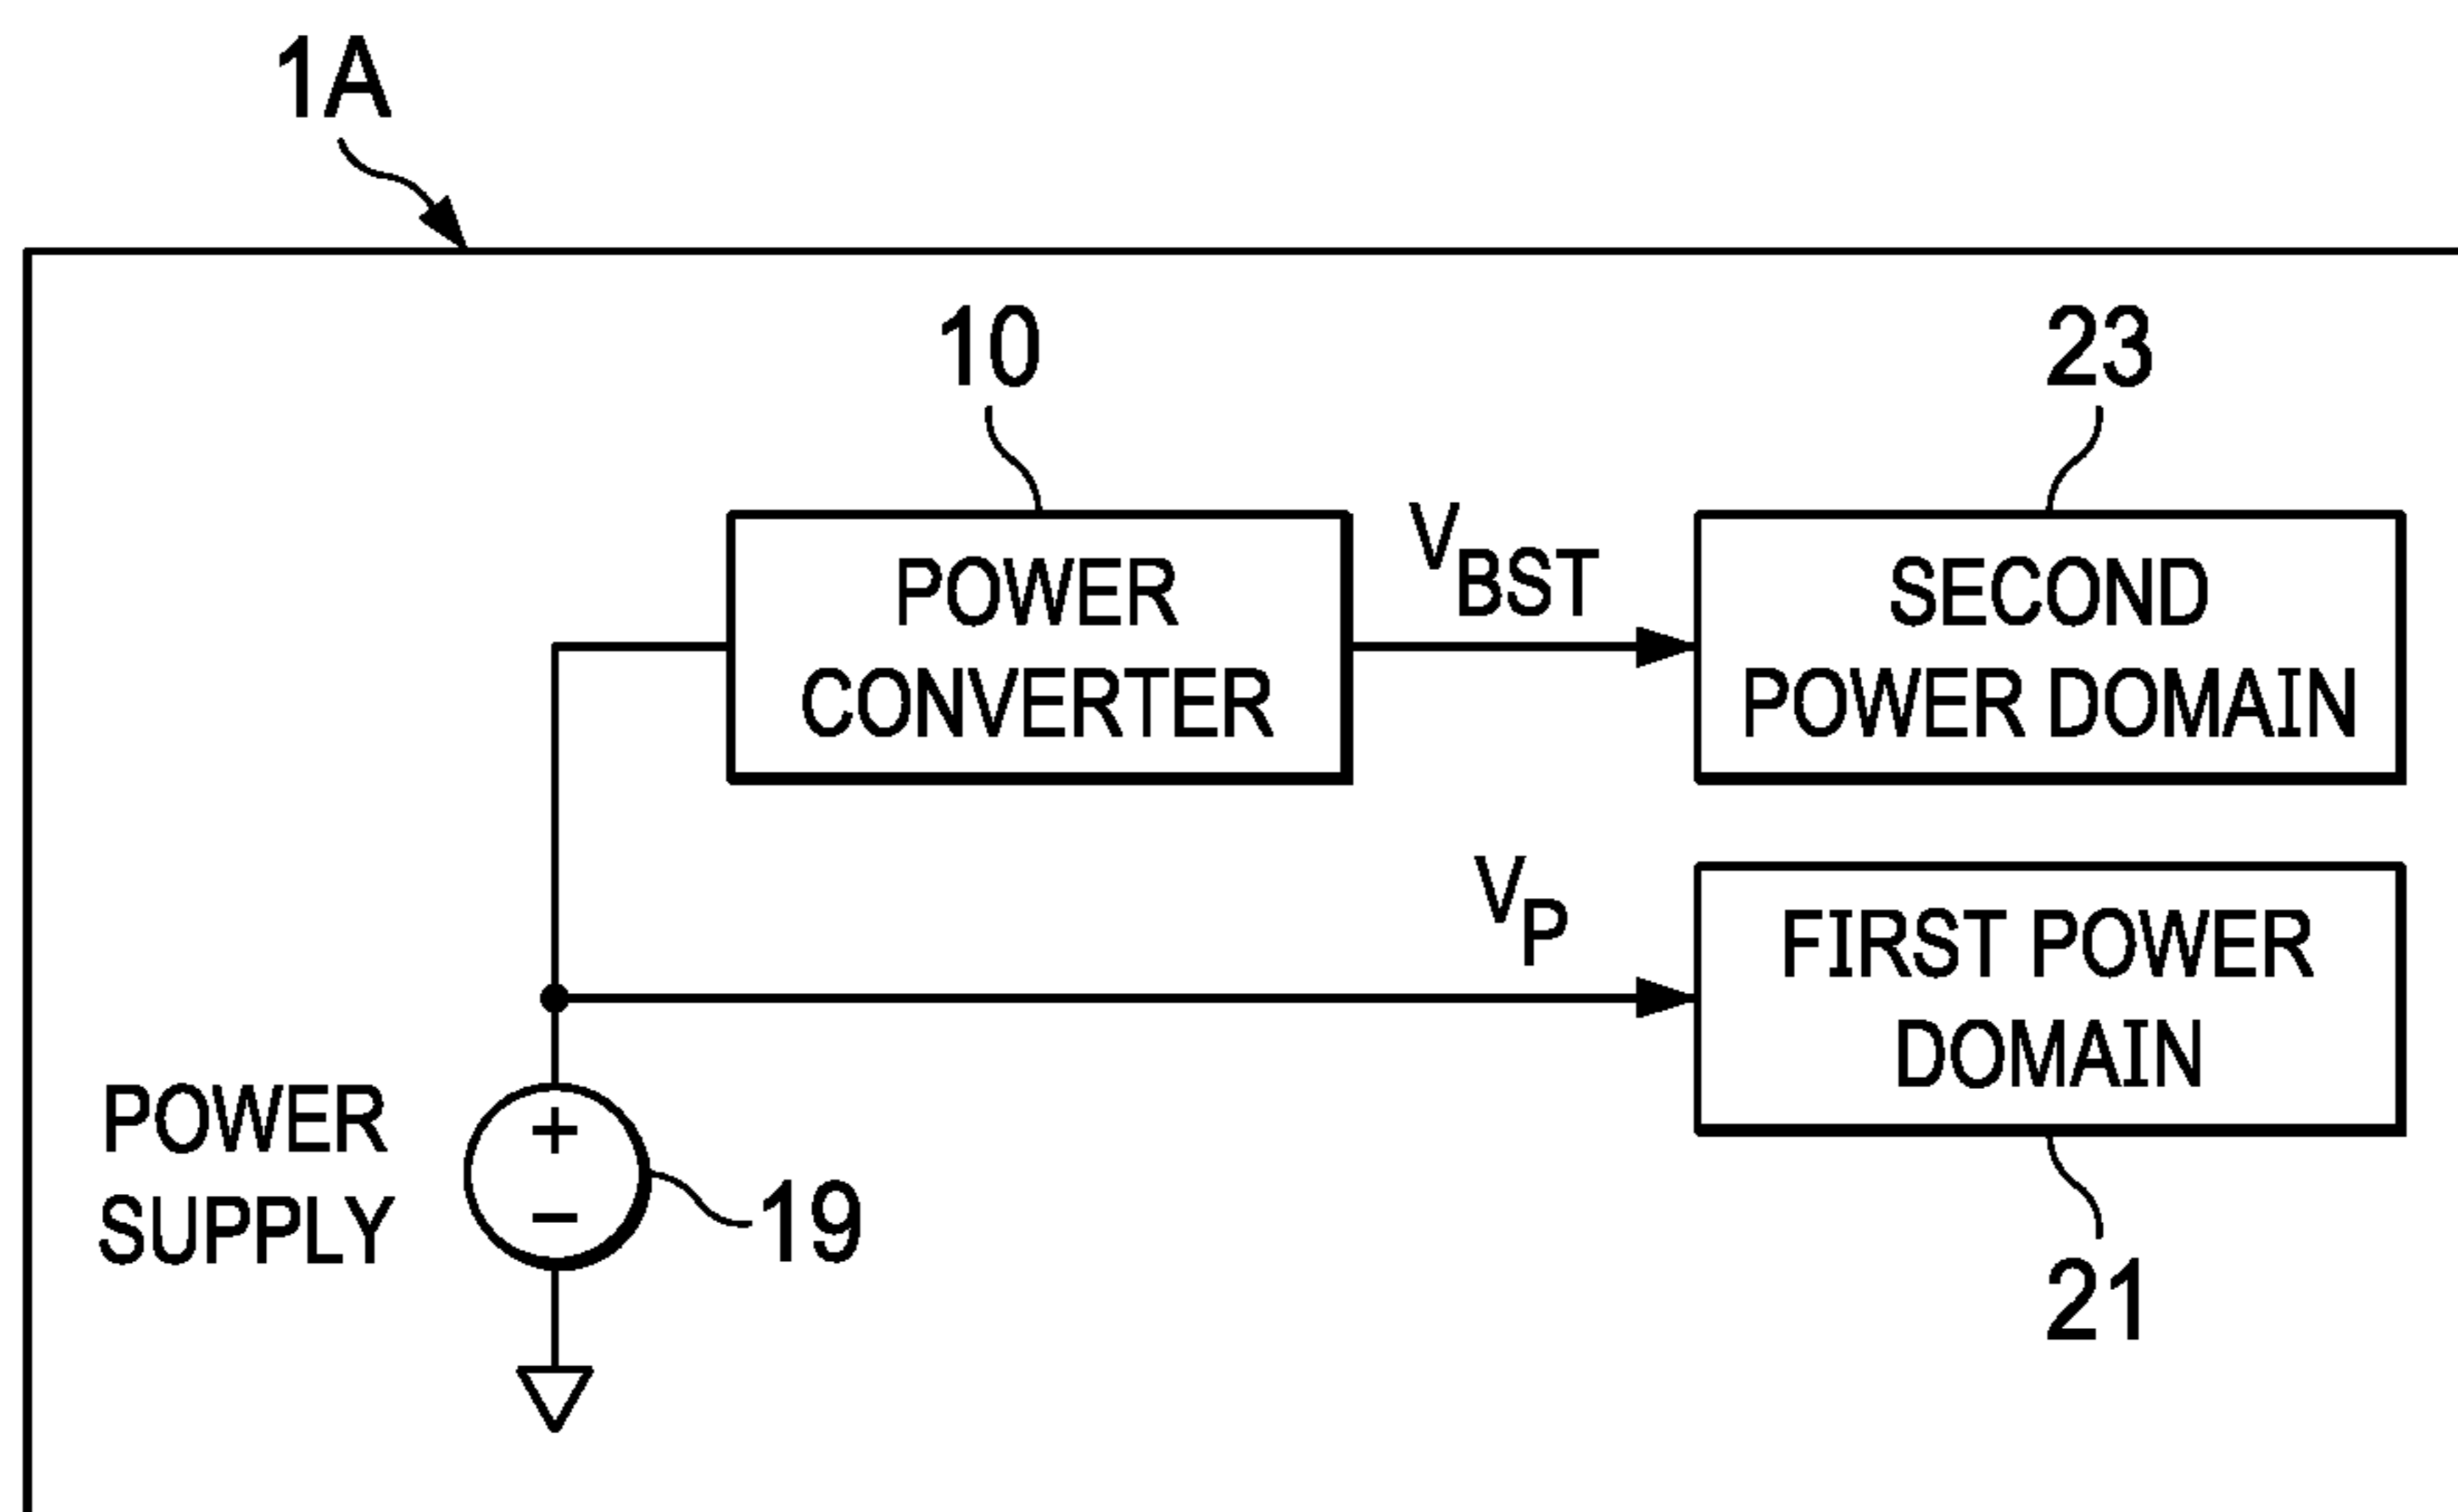 1A
10
23
POWER
CONVERTER
VBST
SECOND
POWER DOMAIN
VP
FIRST POWER
DOMAIN
POWER
SUPPLY
+
−
19
21